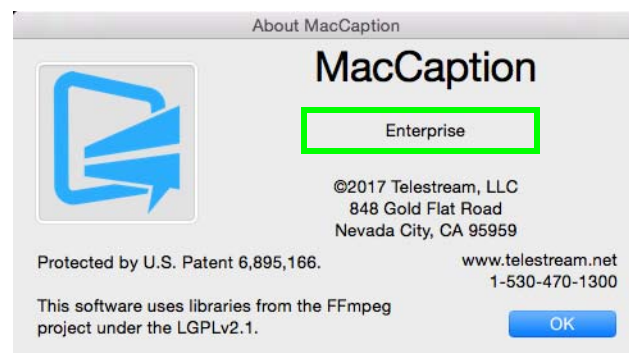 About MacCaption
MacCaption
Enterprise
©2017 Telestream, LLC
848 Gold Flat Road
Nevada City, CA 95959
Protected by U.S. Patent 6,895,166.
www.telestream.net
1-530-470-1300
This software uses libraries from the FFmpeg
project under the LGPLv2.1.
OK